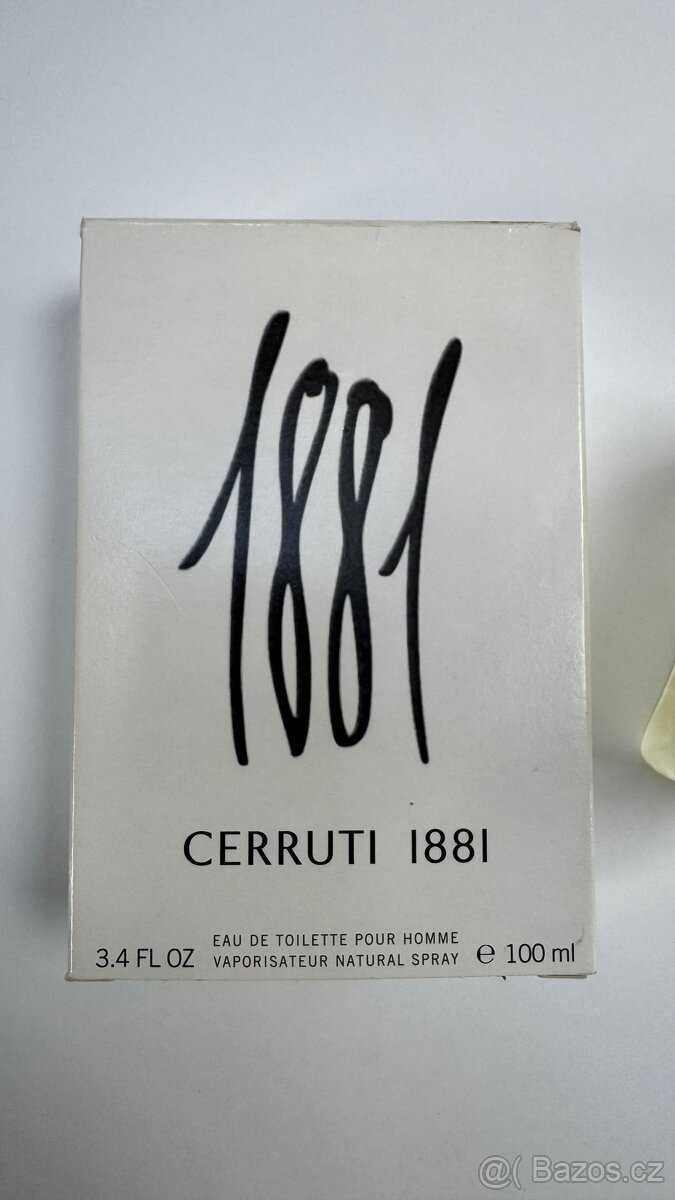 1881
CERRUTI 1881
EAU DE TOILETTE POUR HOMME
3.4 FL OZ VAPORISATEUR NATURAL SPRAY e 100 ml
@( Bazos.cz